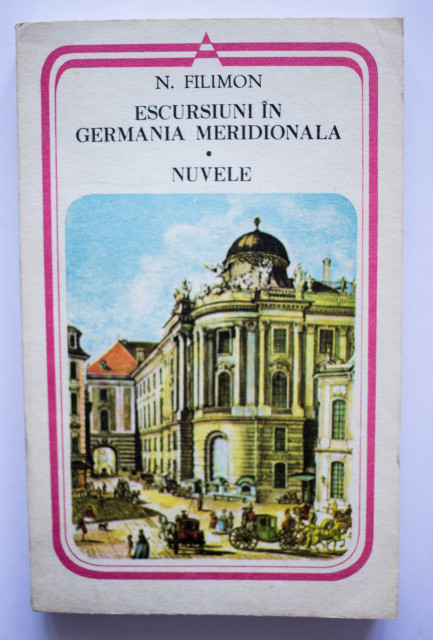 N. FILIMON
ESCURSIUNI ÎN
GERMANIA MERIDIONALA
•
NUVELE